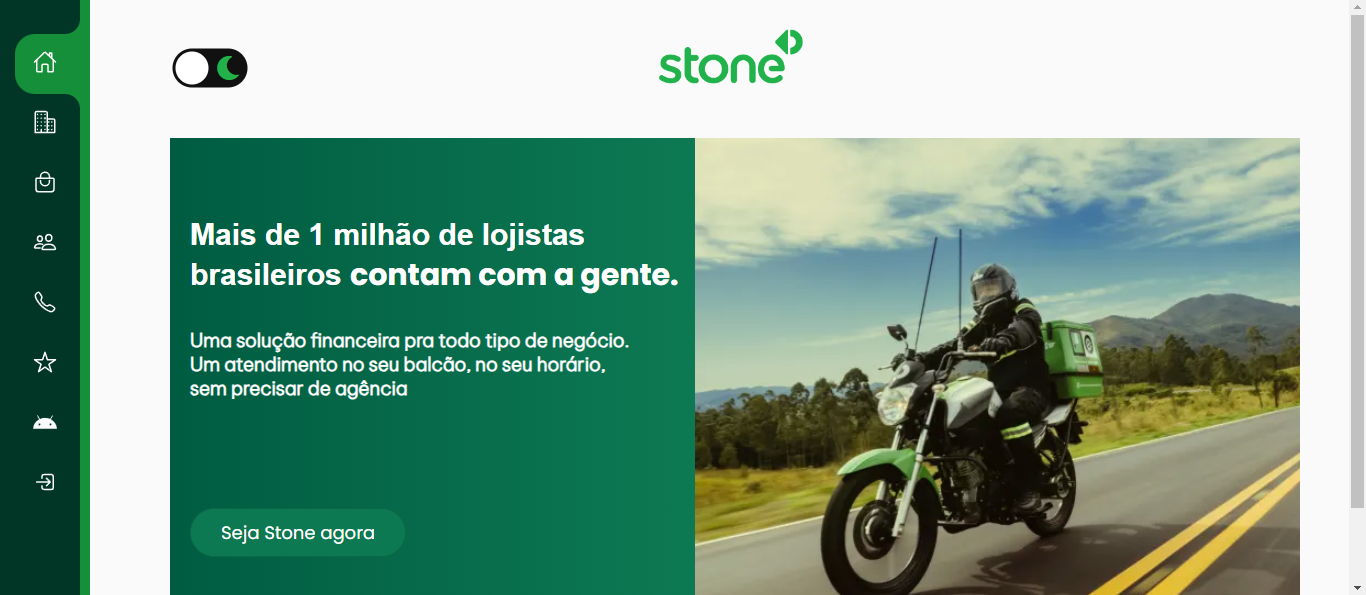 stone
Mais de 1 milhão de lojistas
brasileiros contam com a gente.
Uma solução financeira pra todo tipo de negócio.
Um atendimento no seu balcão, no seu horário,
sem precisar de agência
Seja Stone agora